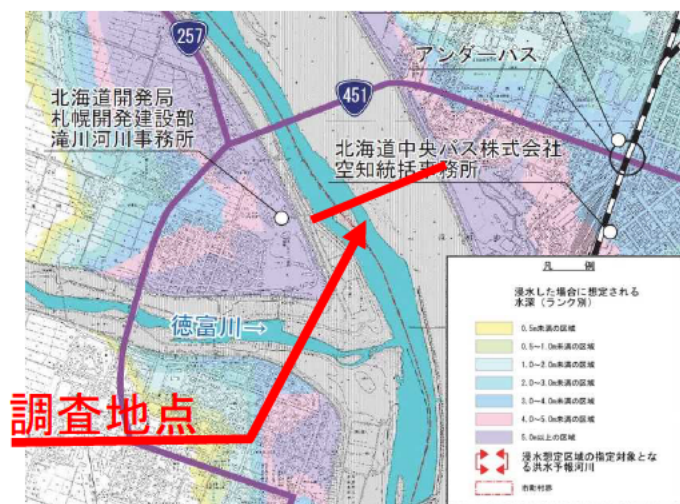 257
451
アンダーパス
北海道開発局
札幌開発建設部
滝川河川事務所
北海道中央バス株式会社
空知統括事務所
徳富川→
調査地点
凡 例
浸水した場合に想定される
水深(ランク別)
0.5m未満の区域
0.5～1.0m未満の区域
1.0～2.0m未満の区域
2.0～3.0m未満の区域
3.0～4.0m未満の区域
4.0～5.0m未満の区域
5.0m以上の区域
浸水想定区域の指定対象とな
る洪水予報河川
市町村界